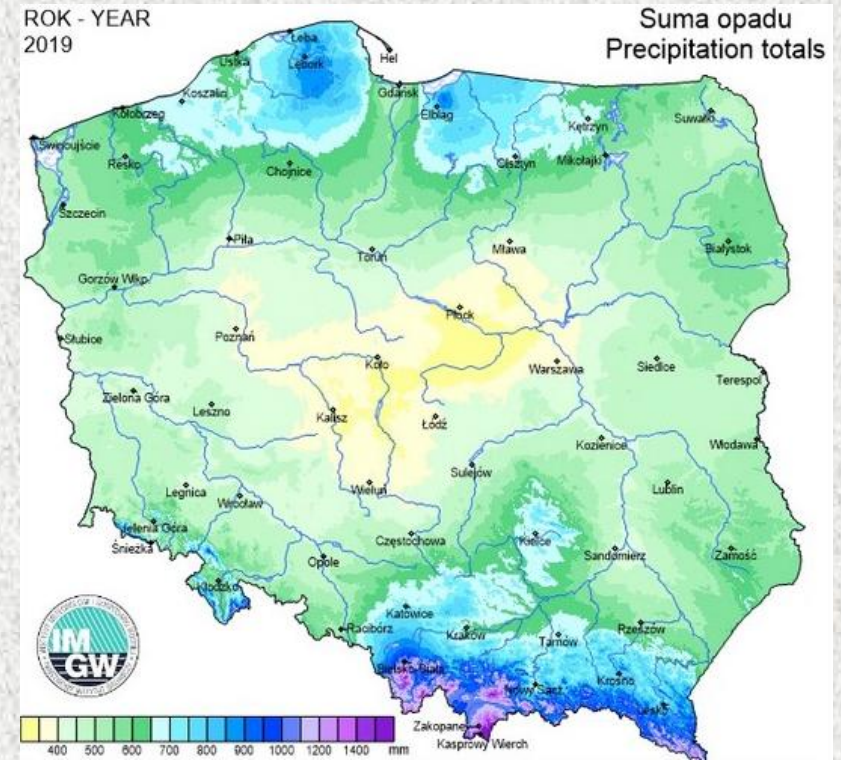 ROK - YEAR
2019
Suma opadu
Precipitation totals
Łeba
Ustka
Lębork
Hel
Koszalin
Gdańsk
Kołobrzeg
Elbląg
Kętrzyn
Suwałki
Świnoujście
Resko
Chojnice
Olsztyn
Mikołajki
Szczecin
Piła
Toruń
Mława
Białystok
Gorzów Wlkp.
Płock
Słubice
Poznań
Koło
Warszawa
Siedlce
Terespol
Zielona Góra
Leszno
Kalisz
Łódź
Kozienice
Włodawa
Sulejów
Legnica
Wrocław
Wieluń
Lublin
Jelenia Góra
Śnieżka
Częstochowa
Kielce
Sandomierz
Zamość
Opole
Kłodzko
Katowice
Racibórz
Kraków
Tarnów
Rzeszów
Bielsko-Biała
Nowy Sącz
Krosno
Lesko
Zakopane
Kasprowy Wierch
IM
GW
400 500 600 700 800 900 1000 1200 1400 mm